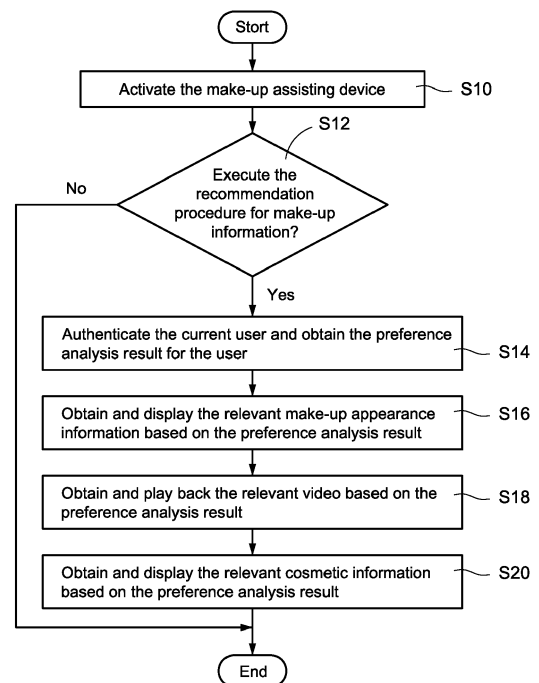 Stort
Activate the make-up assisting device
S10
S12
Execute the
recommendation
procedure for make-up
information?
No
Yes
Authenticate the current user and obtain the preference
analysis result for the user
S14
Obtain and display the relevant make-up appearance
information based on the preference analysis result
S16
Obtain and play back the relevant video based on the
preference analysis result
S18
Obtain and display the relevant cosmetic information
based on the preference analysis result
S20
End